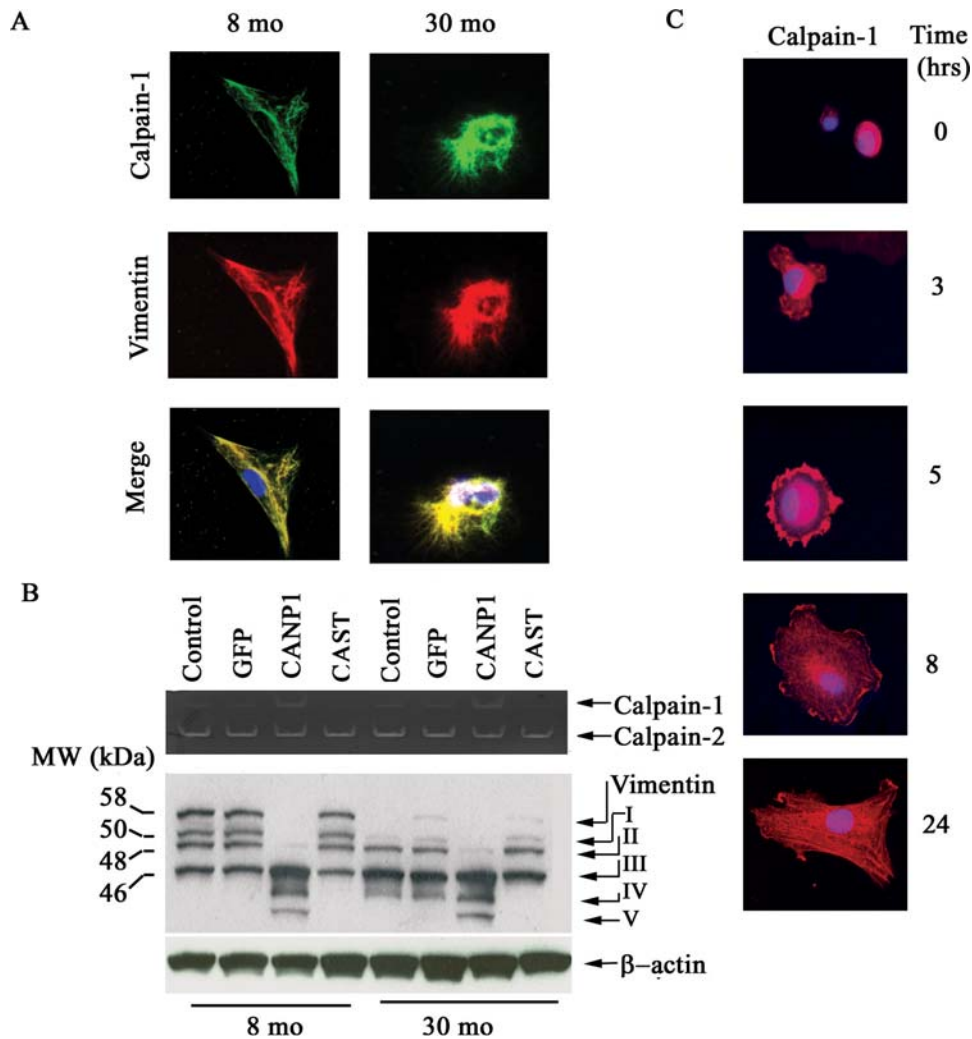 A
8 mo
30 mo
Calpain-1
Vimentin
Merge
B
Control
GFP
CANP1
CAST
Control
GFP
CANP1
CAST
Calpain-1
Calpain-2
MW (kDa)
58
50
48
46
Vimentin
I
II
III
IV
V
β-actin
8 mo
30 mo
C
Calpain-1
Time
(hrs)
0
3
5
8
24